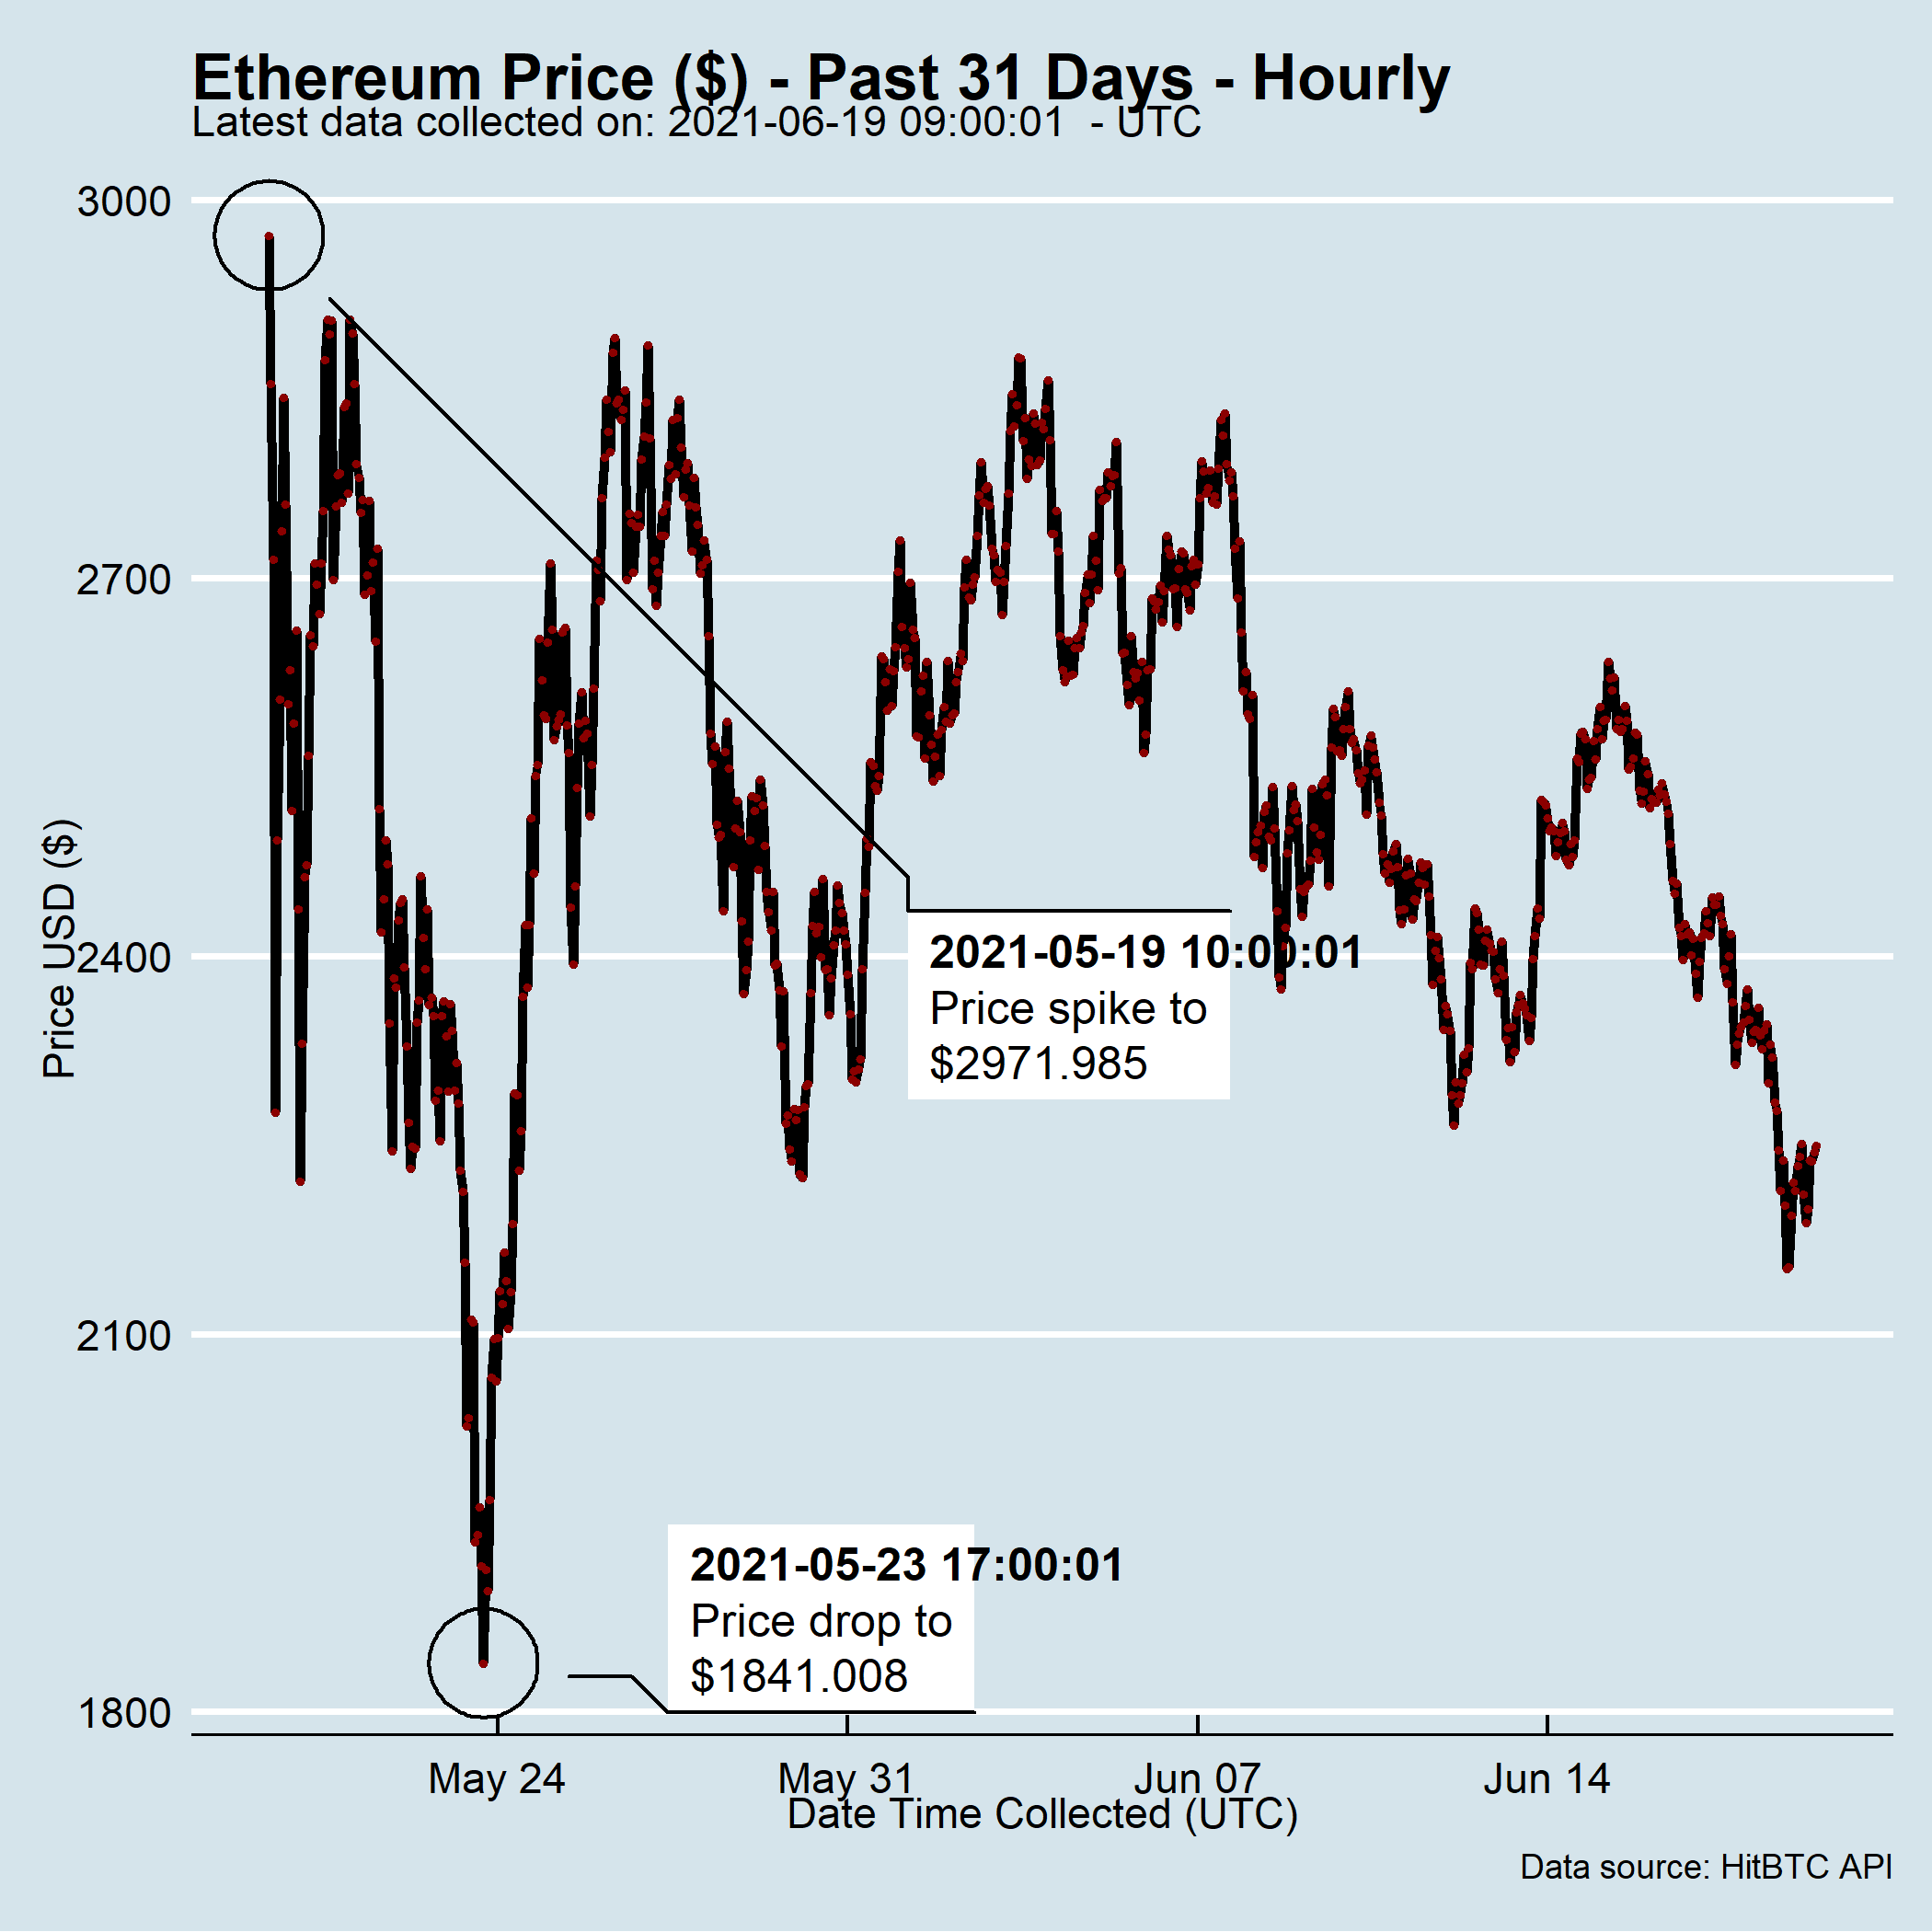 Ethereum Price ($) - Past 31 Days - Hourly
Latest data collected on: 2021-06-19 09:00:01  - UTC
3000
2700
2400
2100
1800
Price USD ($)
2021-05-19 10:00:01
Price spike to
$2971.985
2021-05-23 17:00:01
Price drop to
$1841.008
May 24
May 31
Jun 07
Jun 14
Date Time Collected (UTC)
Data source: HitBTC API